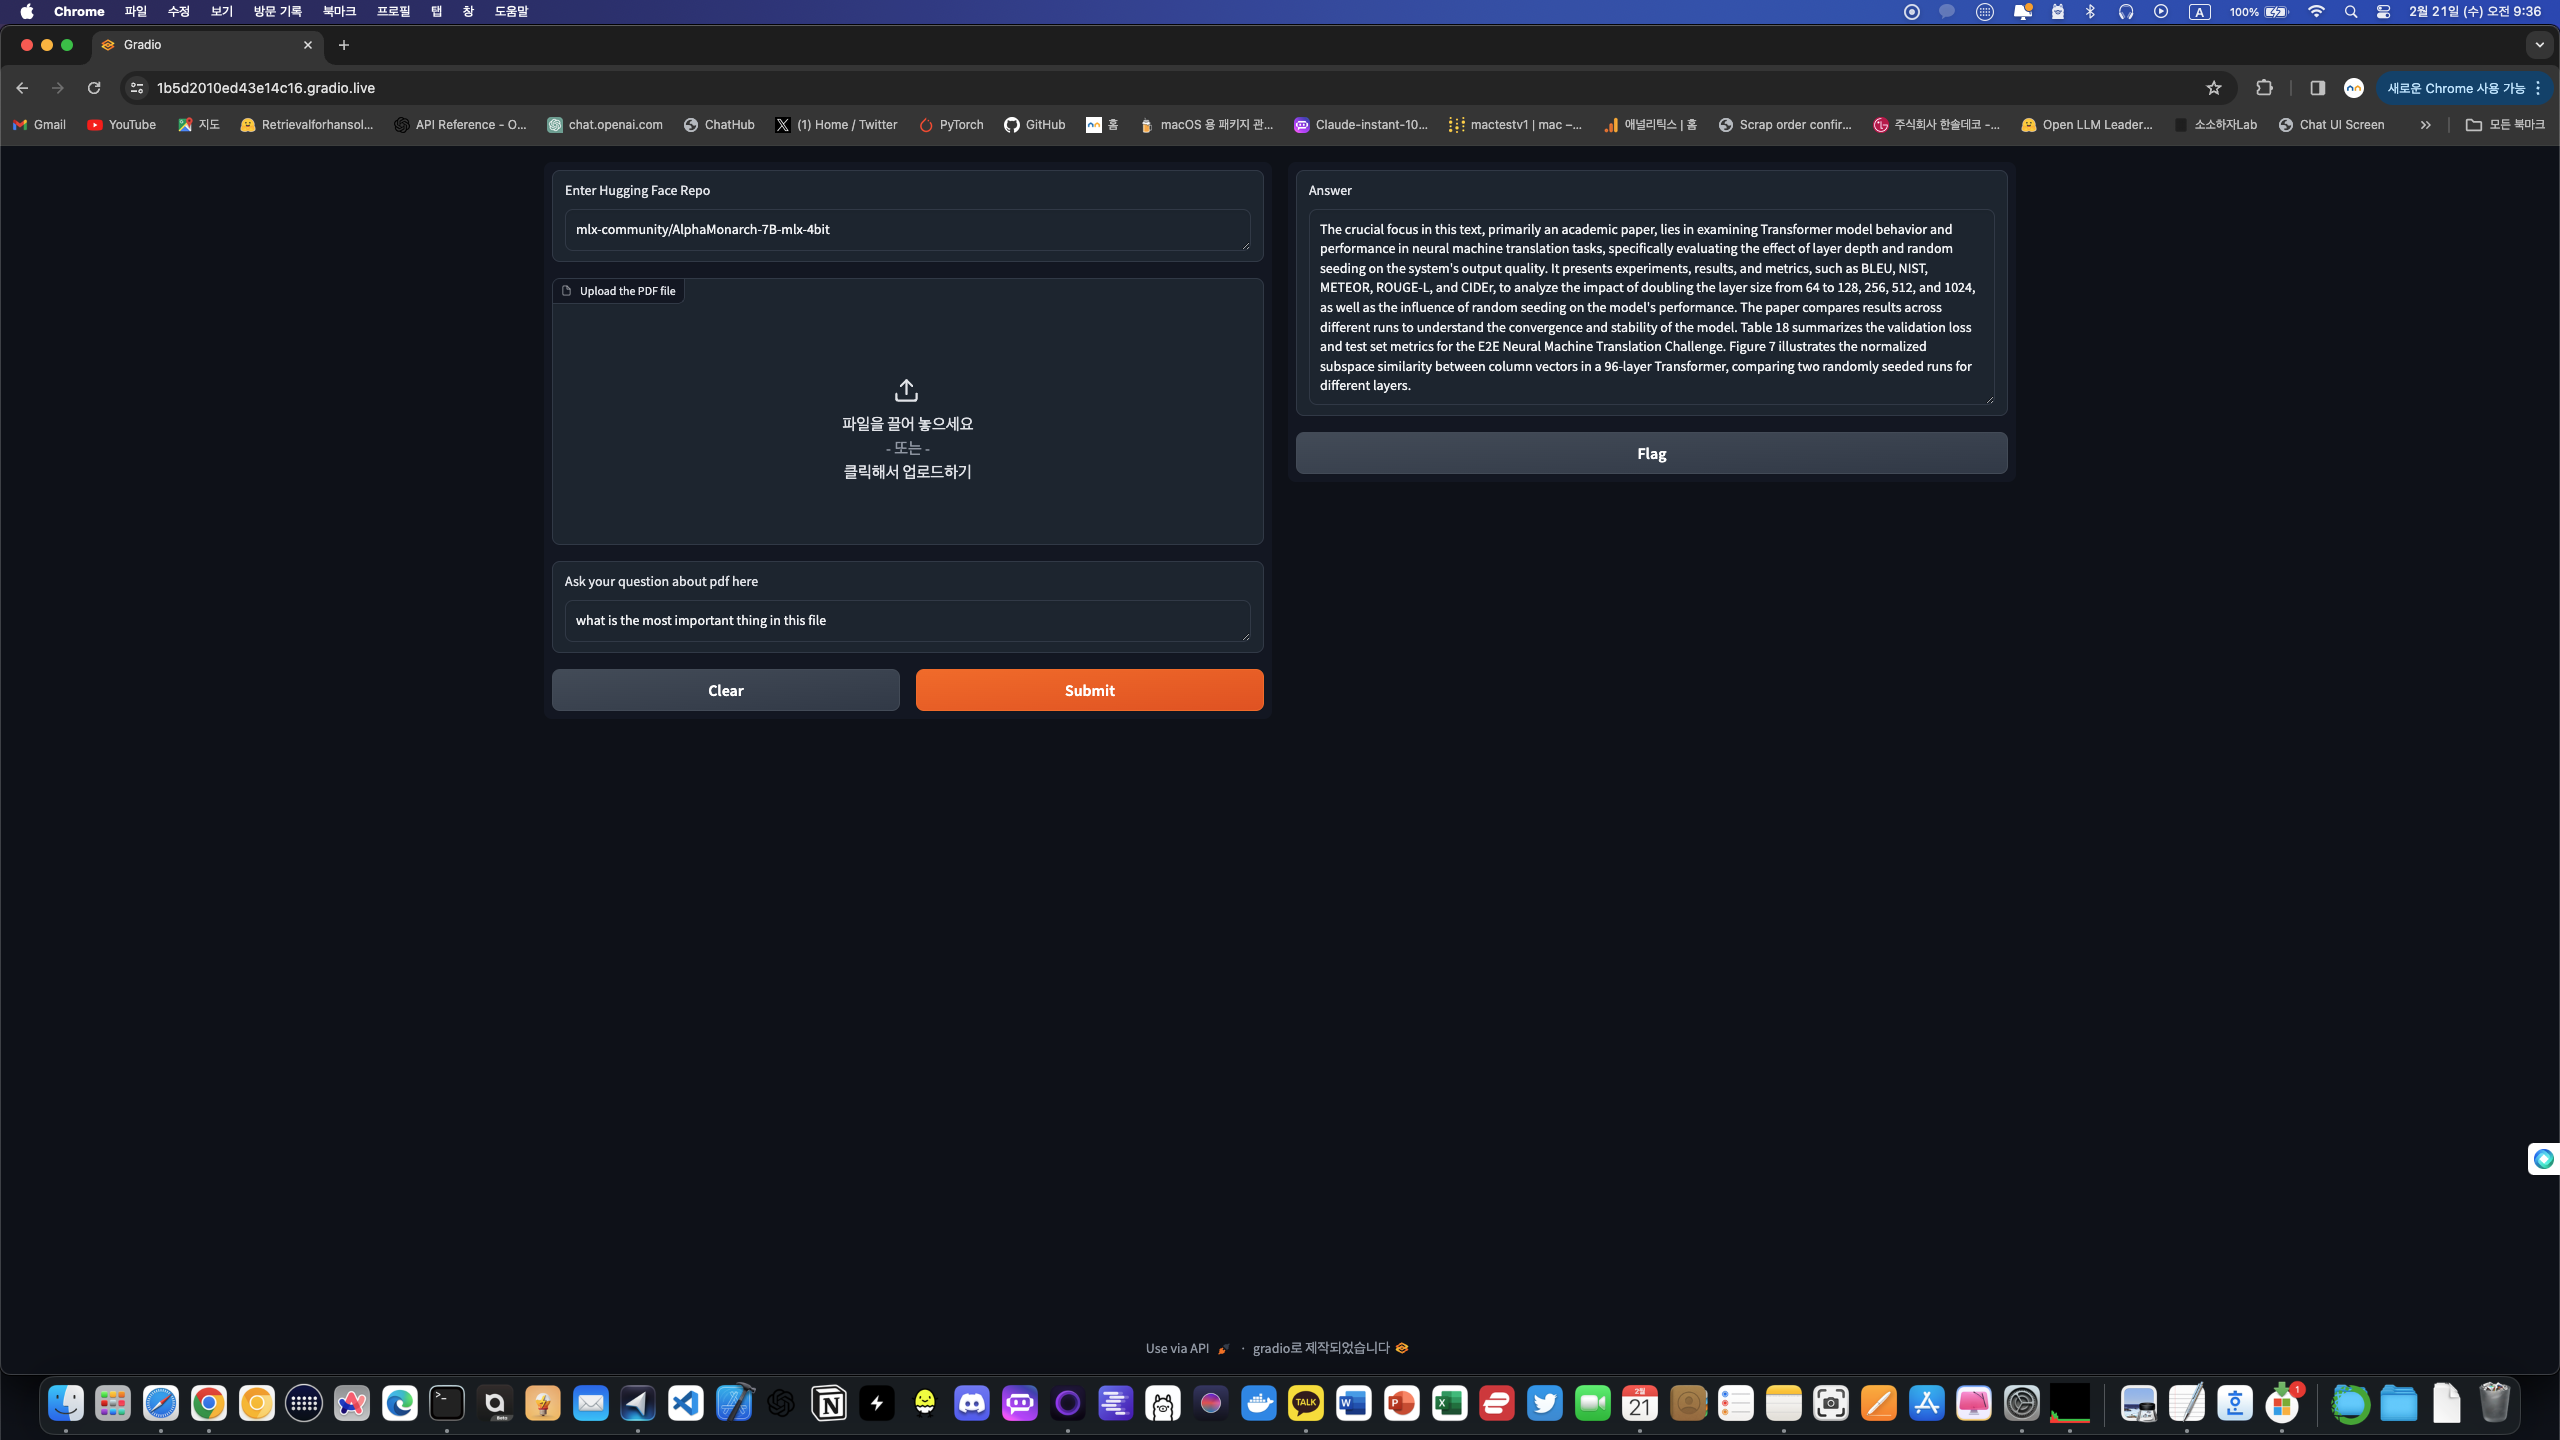 Chrome 파일 수정 보기 방문 기록 북마크 프로필 탭 창 도움말
A 100% 2월 21일 (수) 오전 9:36
Gradio
1b5d2010ed43e14c16.gradio.live
새로운 Chrome 사용 가능
Gmail YouTube 지도 Retrievalforhansol... API Reference - O... chat.openai.com ChatHub (1) Home / Twitter PyTorch GitHub 홈 macOS 용 패키지 관... Claude-instant-10... mactestv1 | mac –... 애널리틱스 | 홈 Scrap order confir... 주식회사 한솔데코 -... Open LLM Leader... 소소하자Lab Chat UI Screen » 모든 북마크
Enter Hugging Face Repo
mlx-community/AlphaMonarch-7B-mlx-4bit
Upload the PDF file
파일을 끌어 놓으세요
- 또는 -
클릭해서 업로드하기
Ask your question about pdf here
what is the most important thing in this file
Clear
Submit
Answer
The crucial focus in this text, primarily an academic paper, lies in examining Transformer model behavior and
performance in neural machine translation tasks, specifically evaluating the effect of layer depth and random
seeding on the system's output quality. It presents experiments, results, and metrics, such as BLEU, NIST,
METEOR, ROUGE-L, and CIDEr, to analyze the impact of doubling the layer size from 64 to 128, 256, 512, and 1024,
as well as the influence of random seeding on the model's performance. The paper compares results across
different runs to understand the convergence and stability of the model. Table 18 summarizes the validation loss
and test set metrics for the E2E Neural Machine Translation Challenge. Figure 7 illustrates the normalized
subspace similarity between column vectors in a 96-layer Transformer, comparing two randomly seeded runs for
different layers.
Flag
Use via API · gradio로 제작되었습니다
TALK
2월
21
1